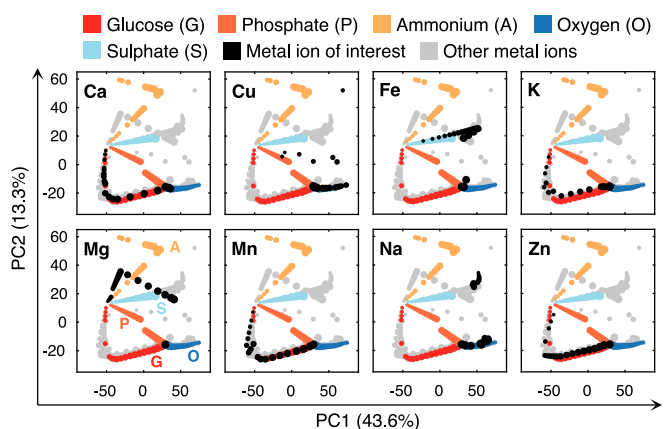 Glucose (G) Phosphate (P) Ammonium (A) Oxygen (O)
Sulphate (S) Metal ion of interest Other metal ions
60 Ca Cu Fe K
40
20
0
-20
PC2 (13.3%)
60 Mg A Mn Na Zn
40
20 S
0 P
-20 G O
-50 0 50 -50 0 50 -50 0 50 -50 0 50
PC1 (43.6%)